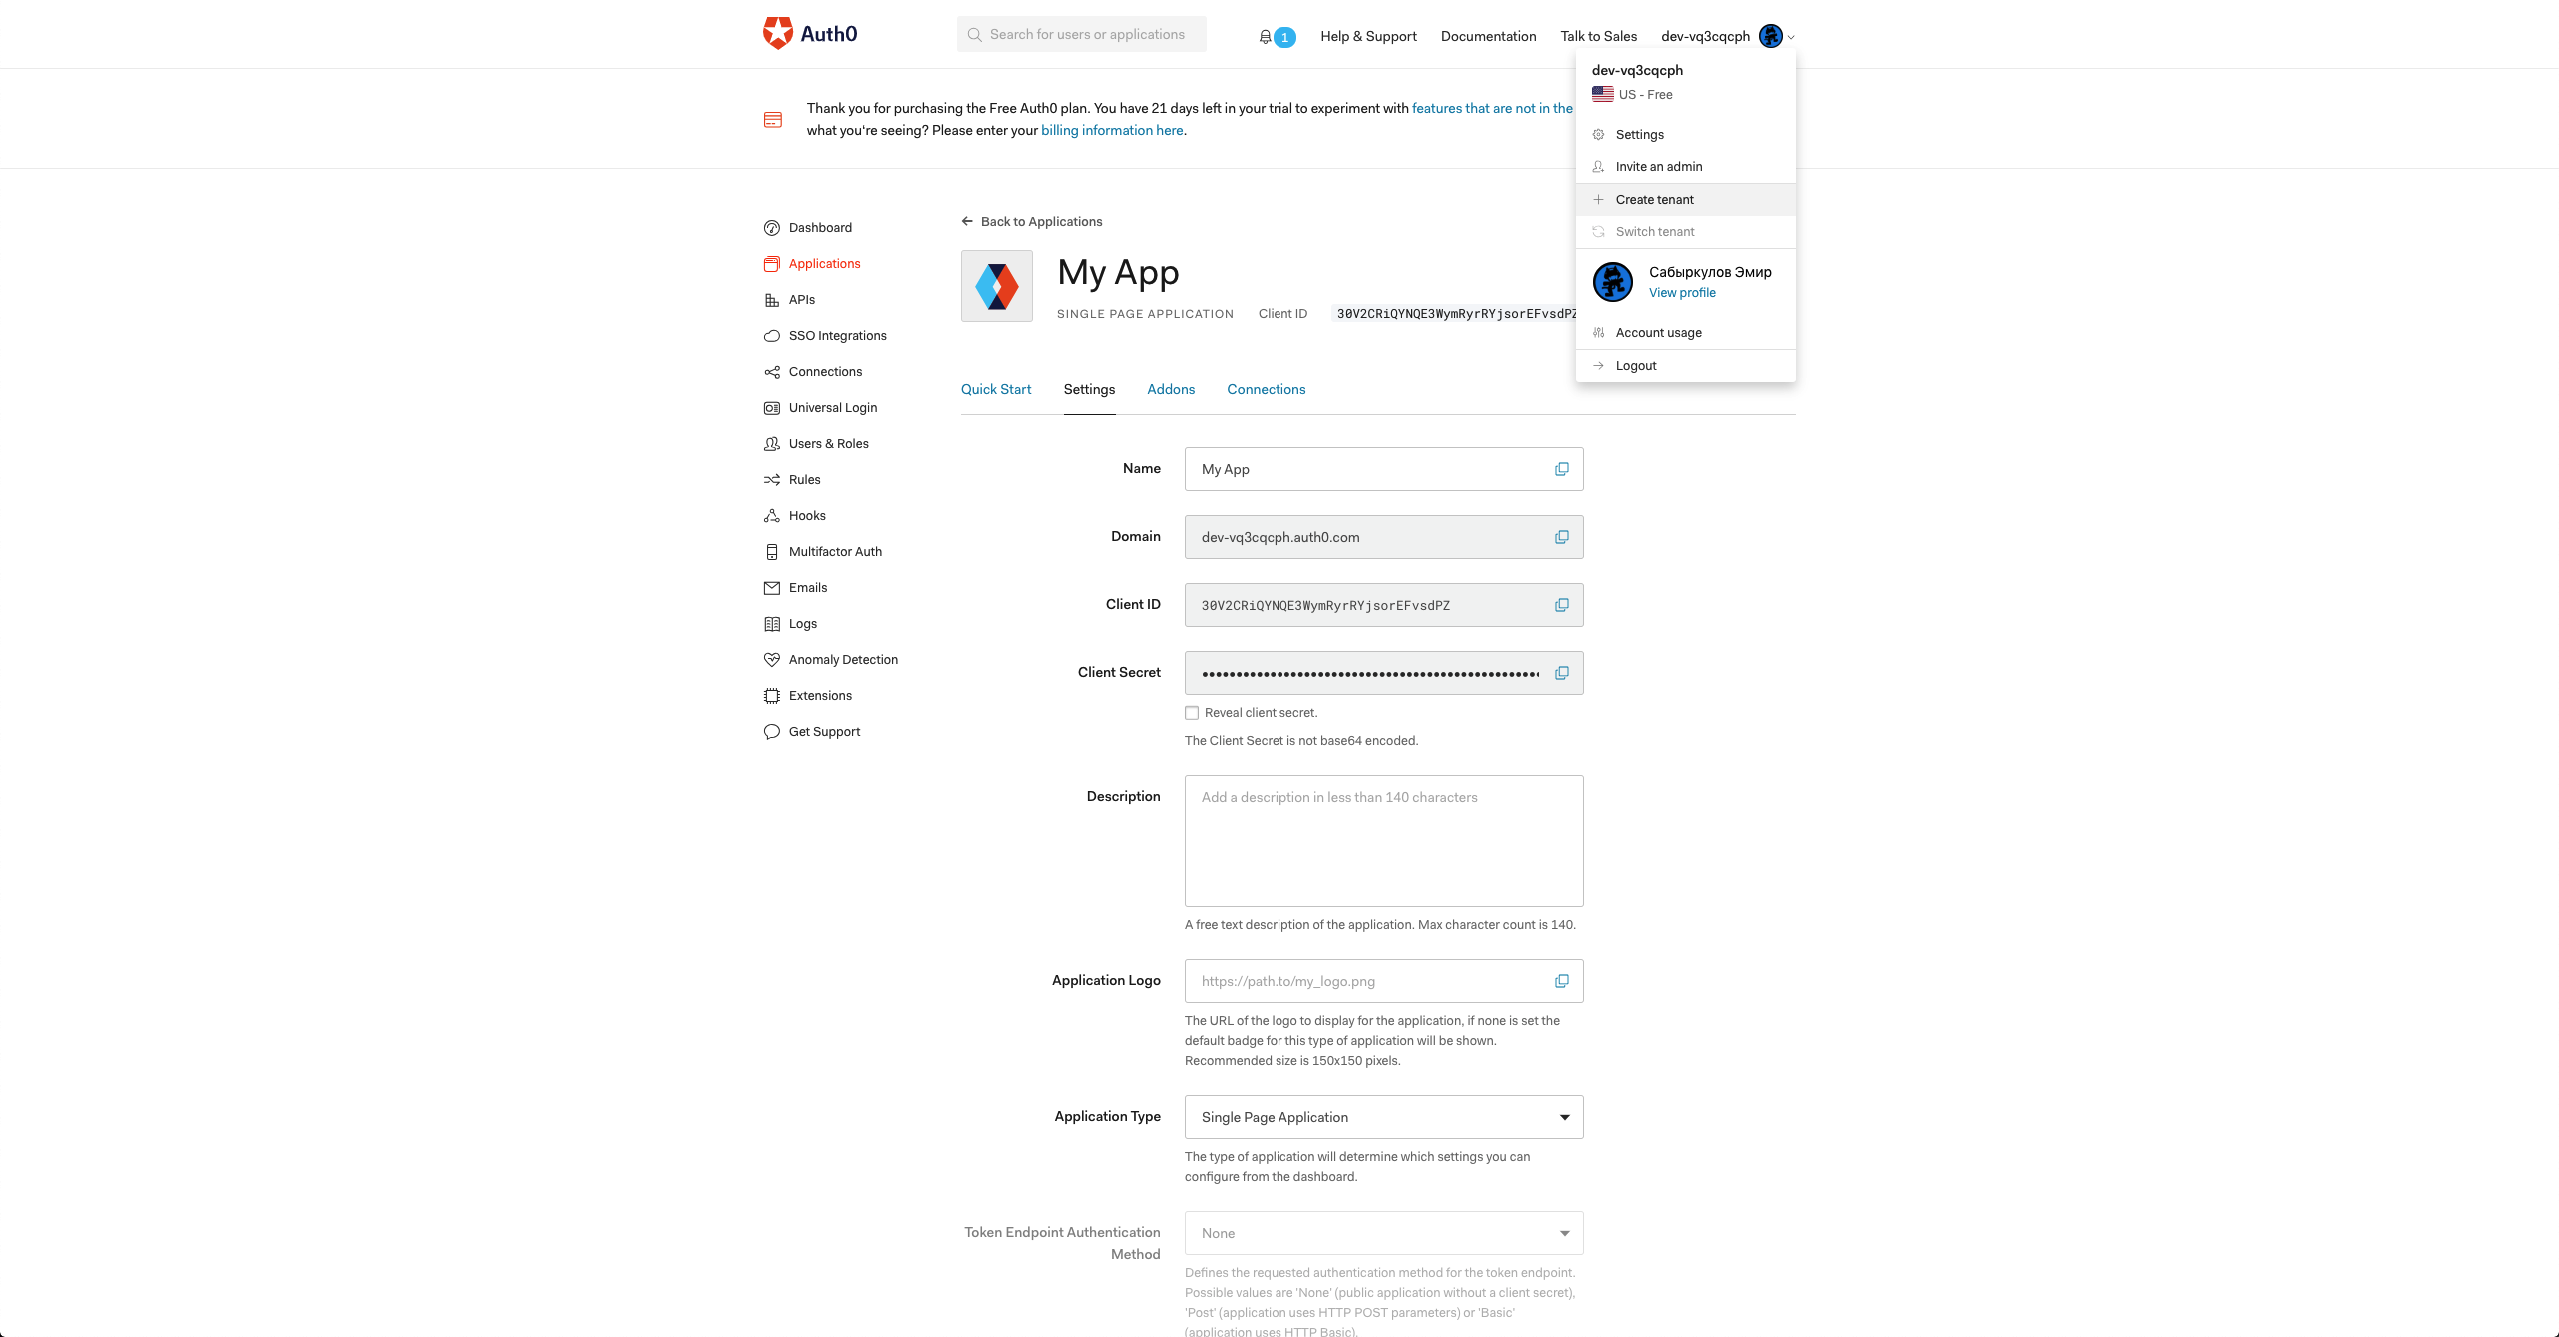 Auth0
Search for users or applications
1
Help & Support
Documentation
Talk to Sales
dev-vq3cqcph
dev-vq3cqcph
US - Free
Settings
Invite an admin
Create tenant
Switch tenant
Сабыркулов Эмир
View profile
Account usage
Logout
Thank you for purchasing the Free Auth0 plan. You have 21 days left in your trial to experiment with features that are not in the
what you're seeing? Please enter your billing information here.
Dashboard
Applications
APIs
SSO Integrations
Connections
Universal Login
Users & Roles
Rules
Hooks
Multifactor Auth
Emails
Logs
Anomaly Detection
Extensions
Get Support
Back to Applications
My App
SINGLE PAGE APPLICATION
Client ID
30V2CRiQYNQE3WymRyrRYjsorEFvsdPZ
Quick Start
Settings
Addons
Connections
Name
My App
Domain
dev-vq3cqcph.auth0.com
Client ID
30V2CRiQYNQE3WymRyrRYjsorEFvsdPZ
Client Secret
Reveal client secret.
The Client Secret is not base64 encoded.
Description
Add a description in less than 140 characters
A free text description of the application. Max character count is 140.
Application Logo
https://path.to/my_logo.png
The URL of the logo to display for the application, if none is set the
default badge for this type of application will be shown.
Recommended size is 150x150 pixels.
Application Type
Single Page Application
The type of application will determine which settings you can
configure from the dashboard.
Token Endpoint Authentication
Method
None
Defines the requested authentication method for the token endpoint.
Possible values are 'None' (public application without a client secret),
'Post' (application uses HTTP POST parameters) or 'Basic'
(application uses HTTP Basic).